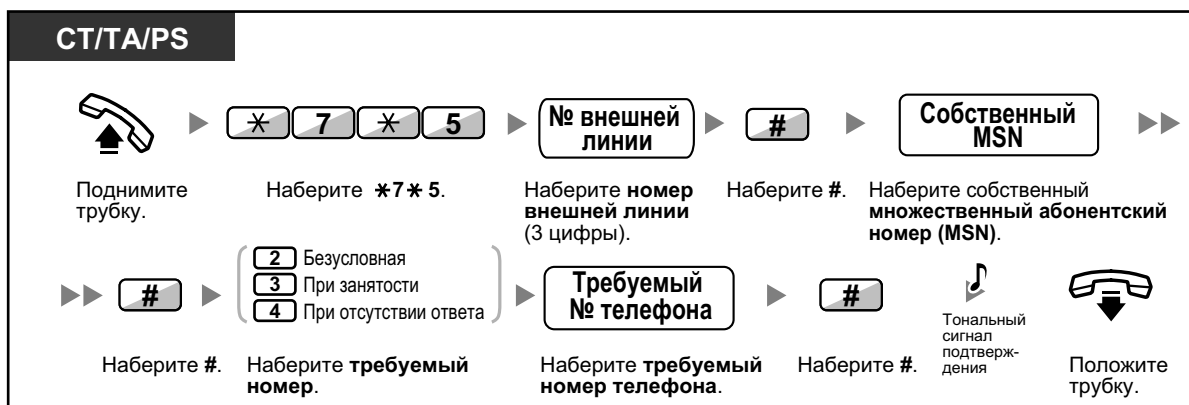 CT/TA/PS
* 7 * 5
№ внешней
линии
#
Собственный
MSN
Поднимите
трубку.
Наберите *7* 5.
Наберите номер
внешней линии
(3 цифры).
Наберите #.
Наберите собственный
множественный абонентский
номер (MSN).
#
2 Безусловная
3 При занятости
4 При отсутствии ответа
Требуемый
№ телефона
#
Тональный
сигнал
подтверж-
дения
Наберите #.
Наберите требуемый
номер.
Наберите требуемый
номер телефона.
Наберите #.
Положите
трубку.